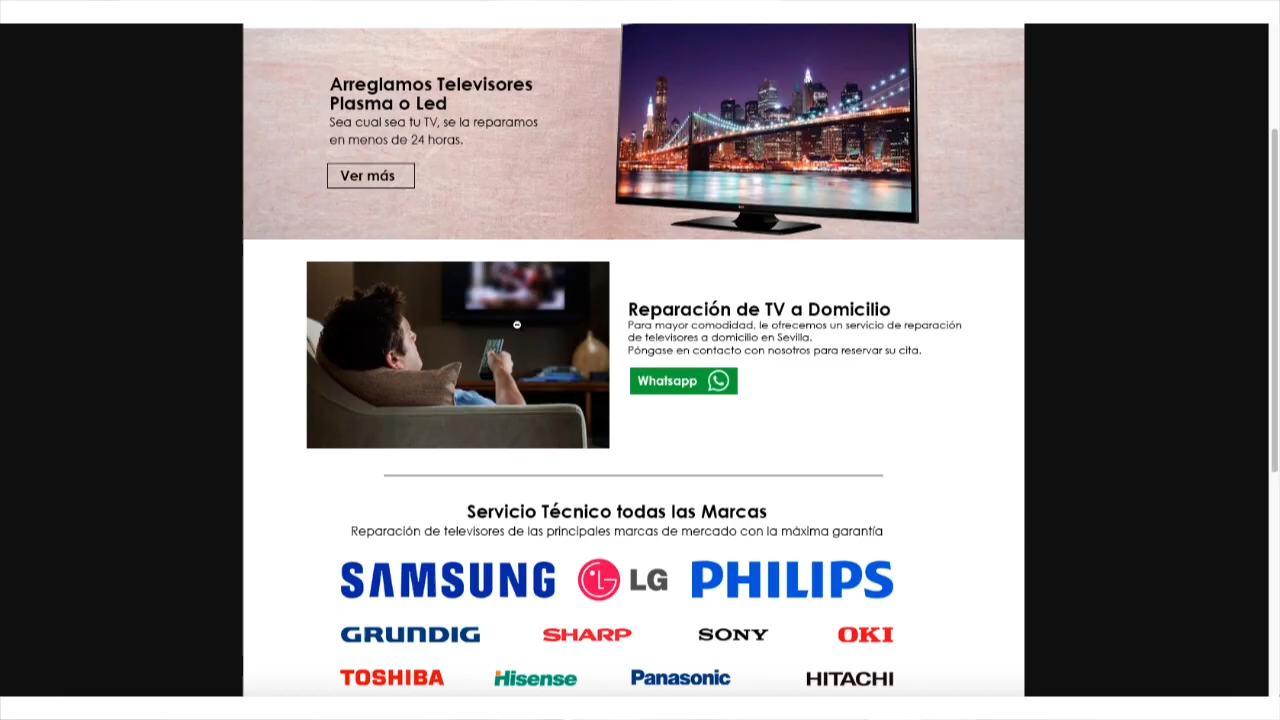 Arreglamos Televisores
Plasma o Led
Sea cual sea tu TV, se la reparamos
en menos de 24 horas.
Ver más
Reparación de TV a Domicilio
Para mayor comodidad, le ofrecemos un servicio de reparación
de televisores a domicilio en Sevilla.
Póngase en contacto con nosotros para reservar su cita.
Whatsapp
Servicio Técnico todas las Marcas
Reparación de televisores de las principales marcas de mercado con la máxima garantía
SAMSUNG LG PHILIPS
GRUNDIG SHARP SONY OKI
TOSHIBA Hisense Panasonic HITACHI